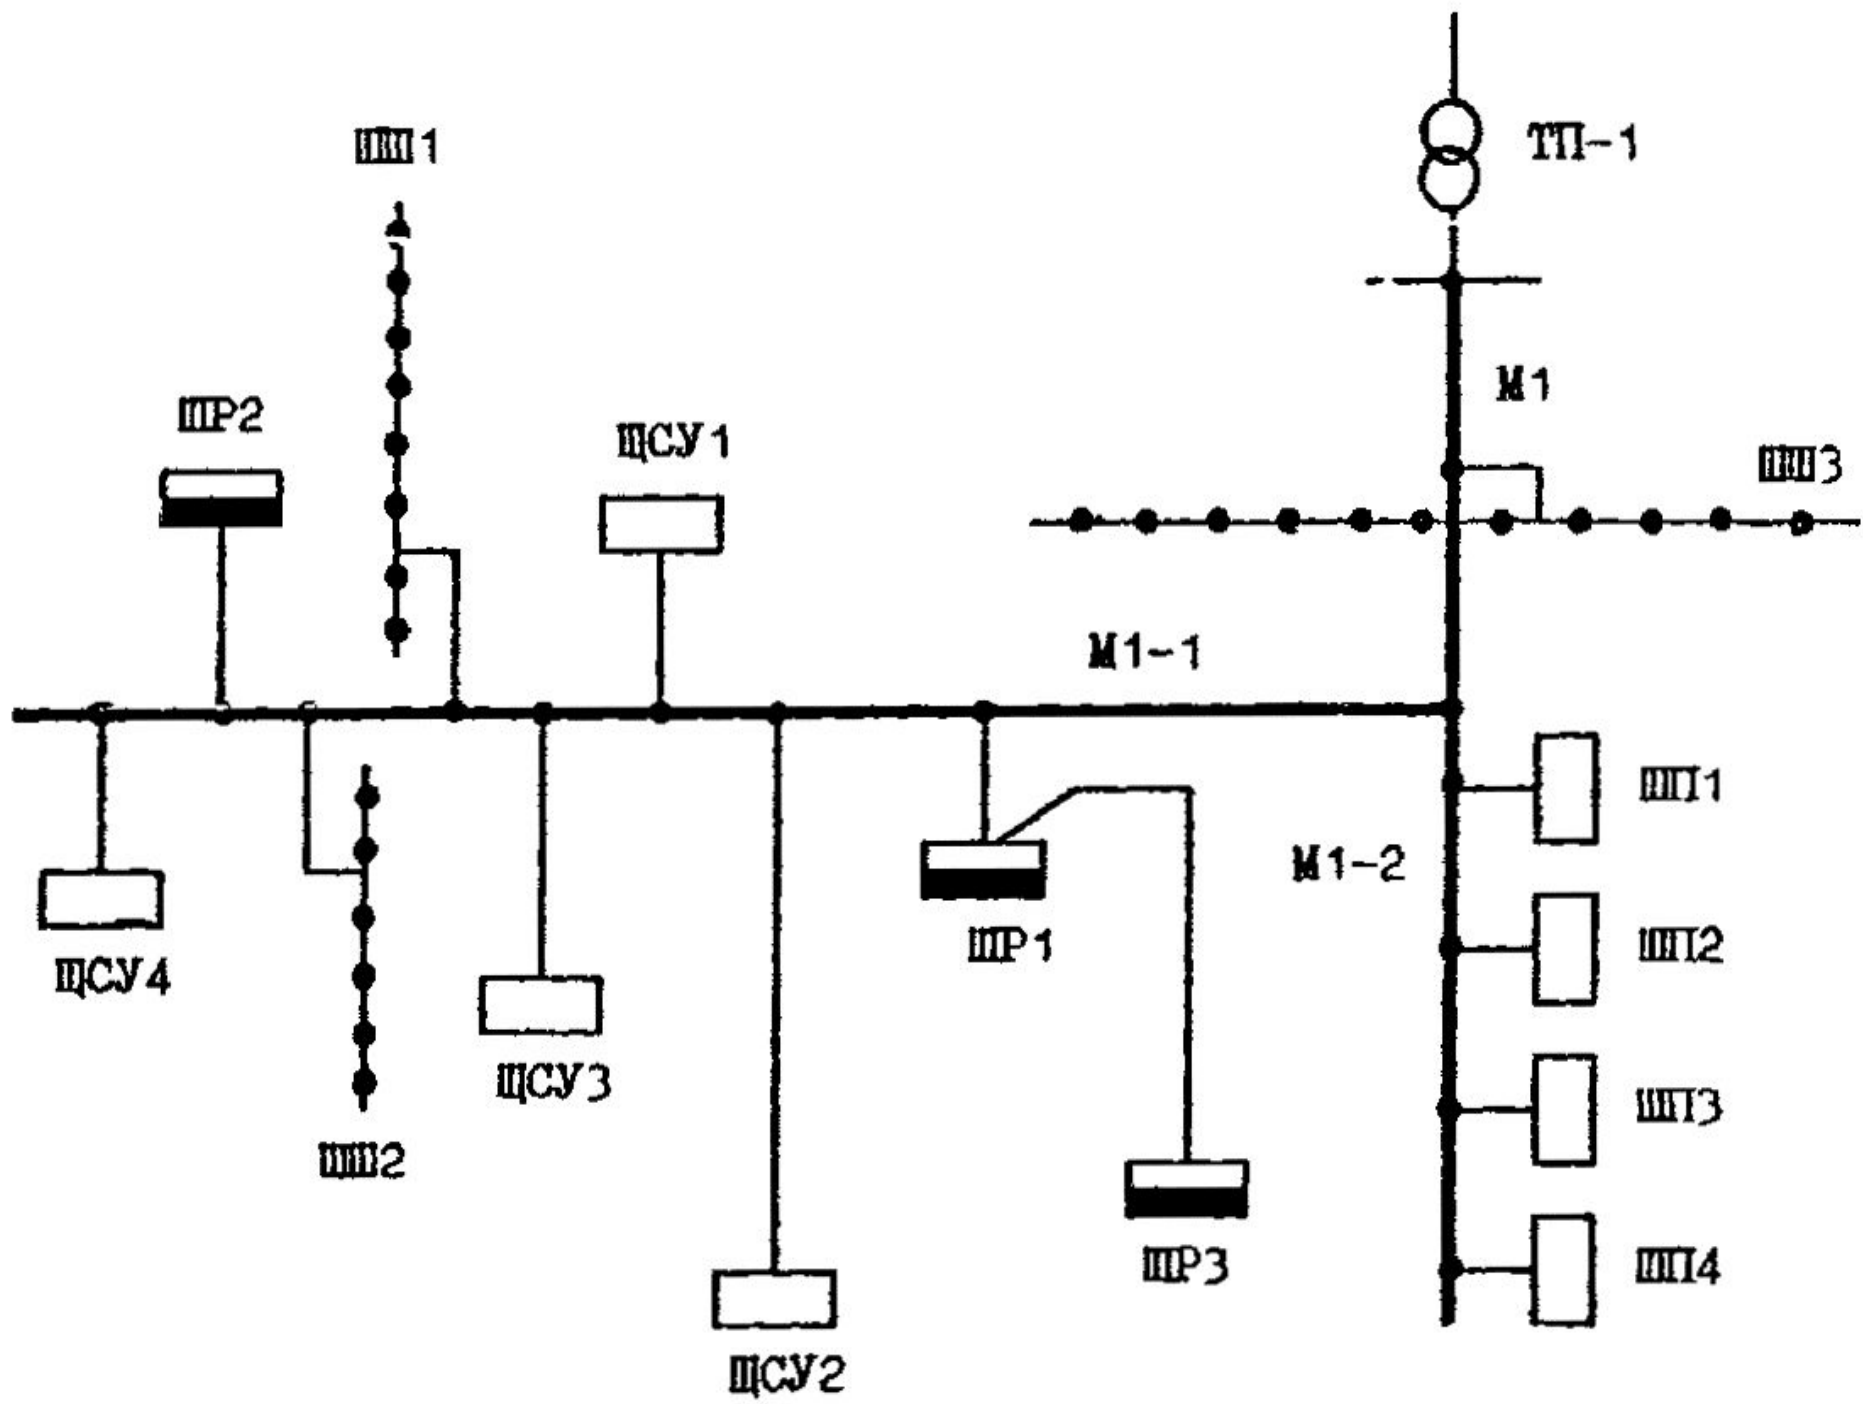 ТП-1
ШШ1
М1
ШР2
ЩСУ1
ШШ3
М1-1
ШП1
М1-2
ШР1
ШП2
ЩСУ4
ЩСУ3
ШП3
ШШ2
ШР3
ШП4
ЩСУ2